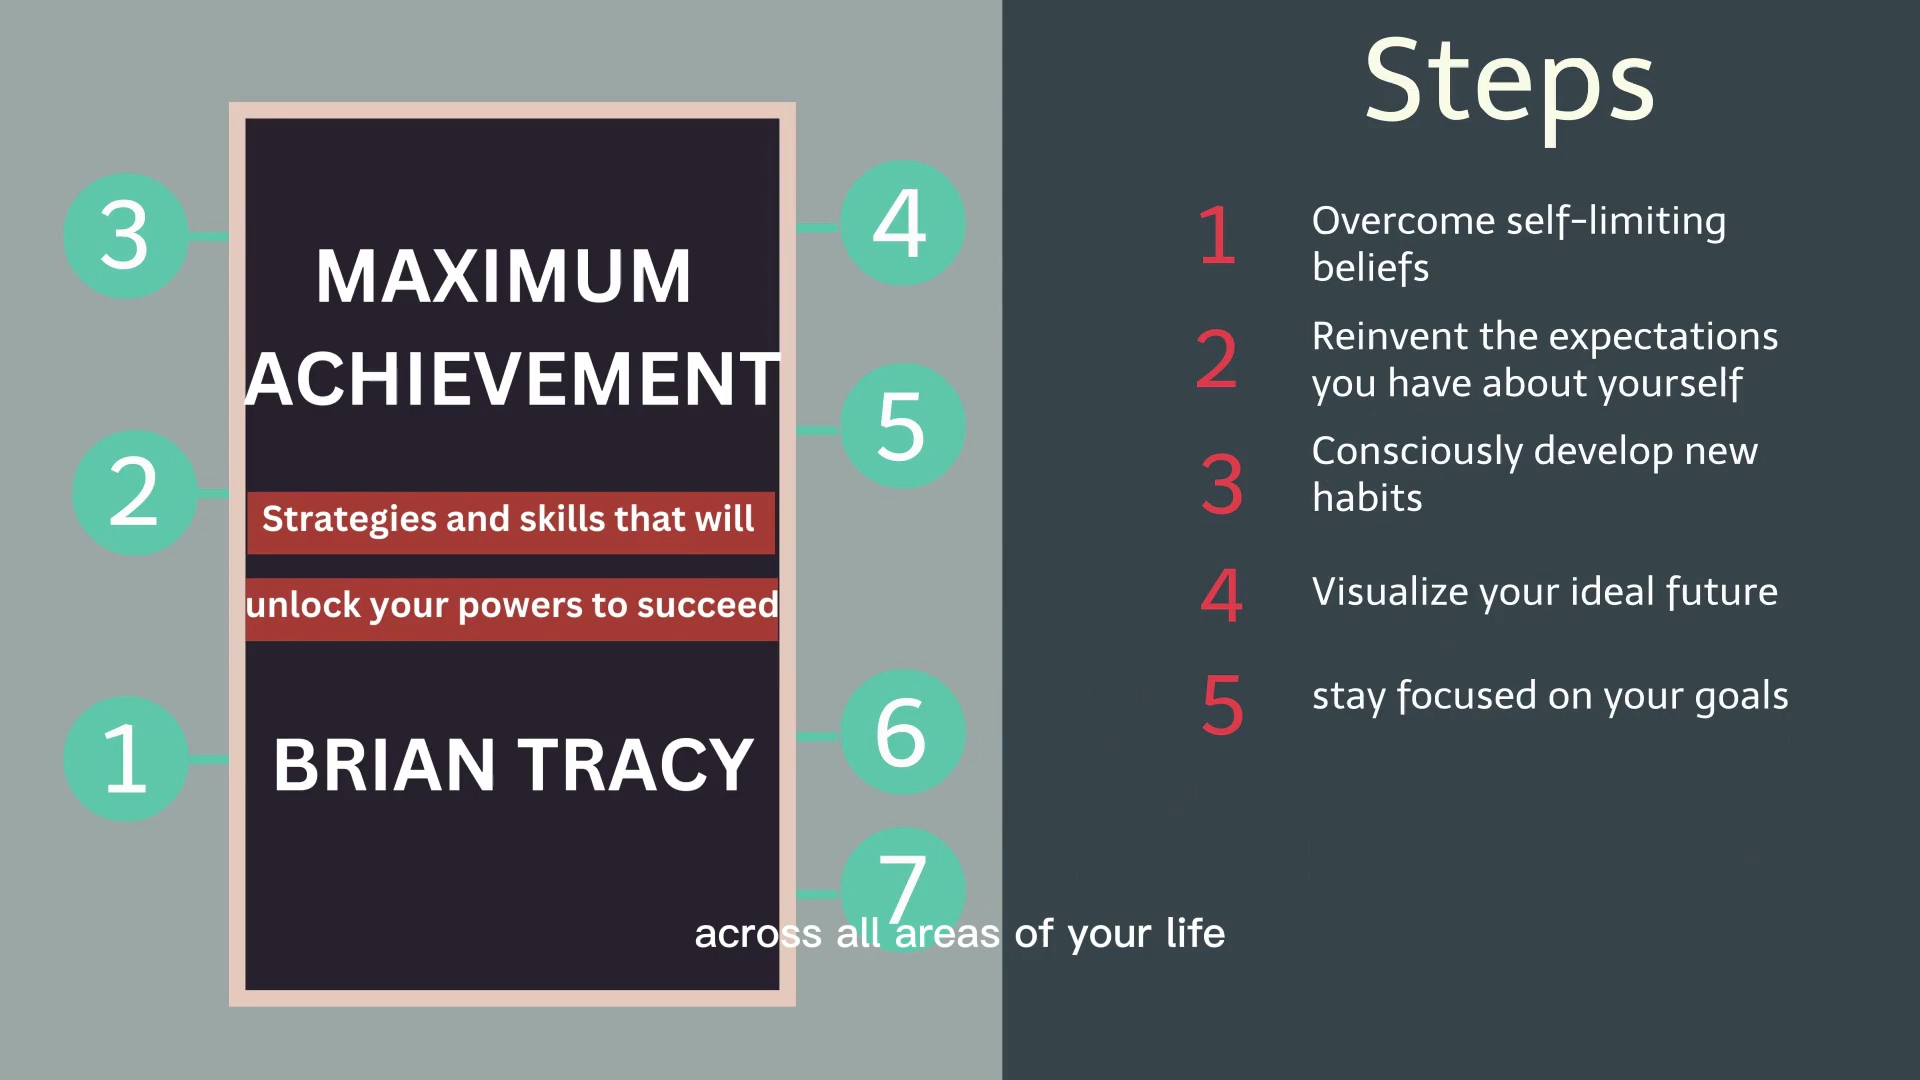 3
2
1
MAXIMUM
ACHIEVEMENT
Strategies and skills that will
unlock your powers to succeed
BRIAN TRACY
4
5
6
7
Steps
1 Overcome self-limiting
beliefs
2 Reinvent the expectations
you have about yourself
3 Consciously develop new
habits
4 Visualize your ideal future
5 stay focused on your goals
across all areas of your life